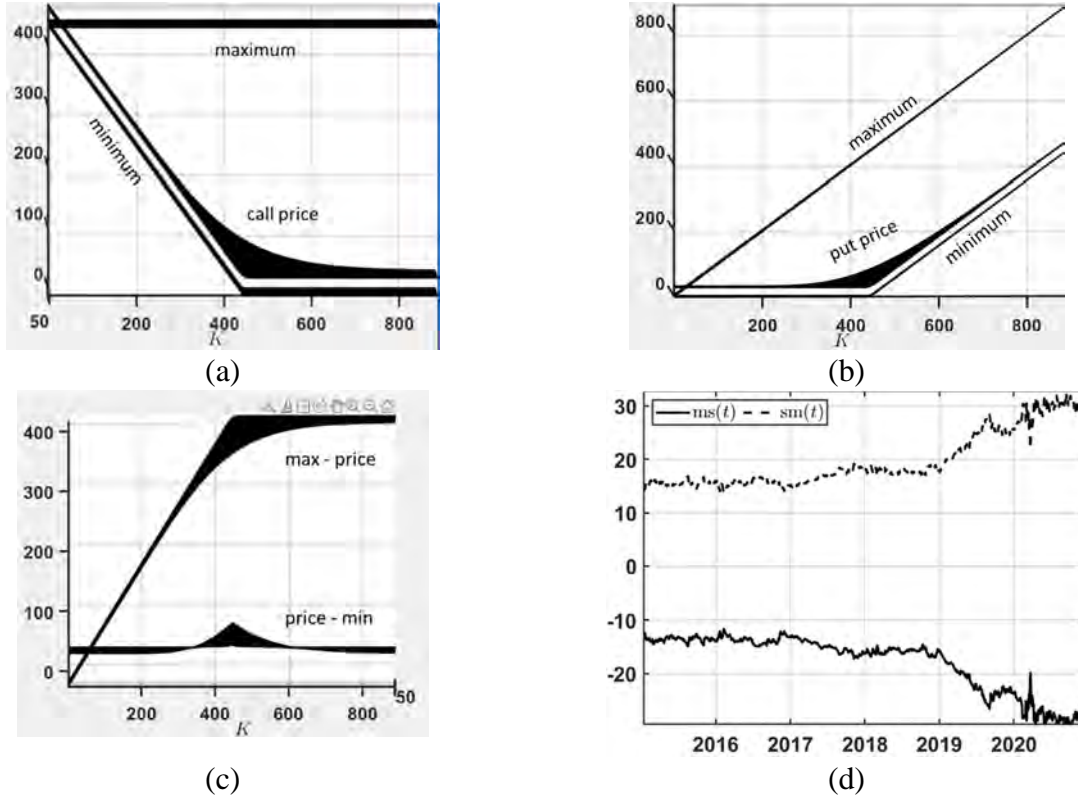 400
300
200
100
0
50
200
400
600
800
K
maximum
minimum
call price
(a)
800
600
400
200
0
200
400
600
800
K
maximum
put price
minimum
(b)
400
300
200
100
0
200
400
600
800
50
K
max - price
price - min
(c)
30
20
10
0
-10
-20
2016
2017
2018
2019
2020
ms(t)
sm(t)
(d)